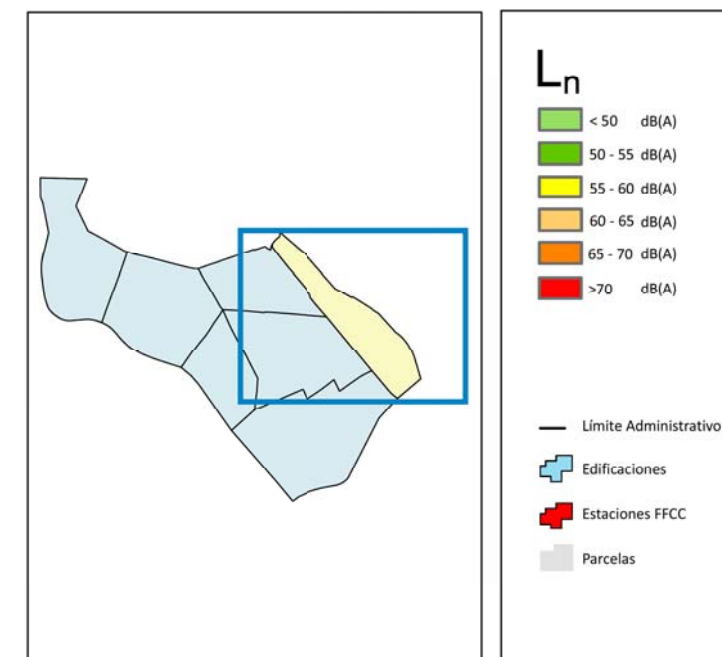 Ln
< 50 dB(A)
50 - 55 dB(A)
55 - 60 dB(A)
60 - 65 dB(A)
65 - 70 dB(A)
>70 dB(A)
Límite Administrativo
Edificaciones
Estaciones FFCC
Parcelas